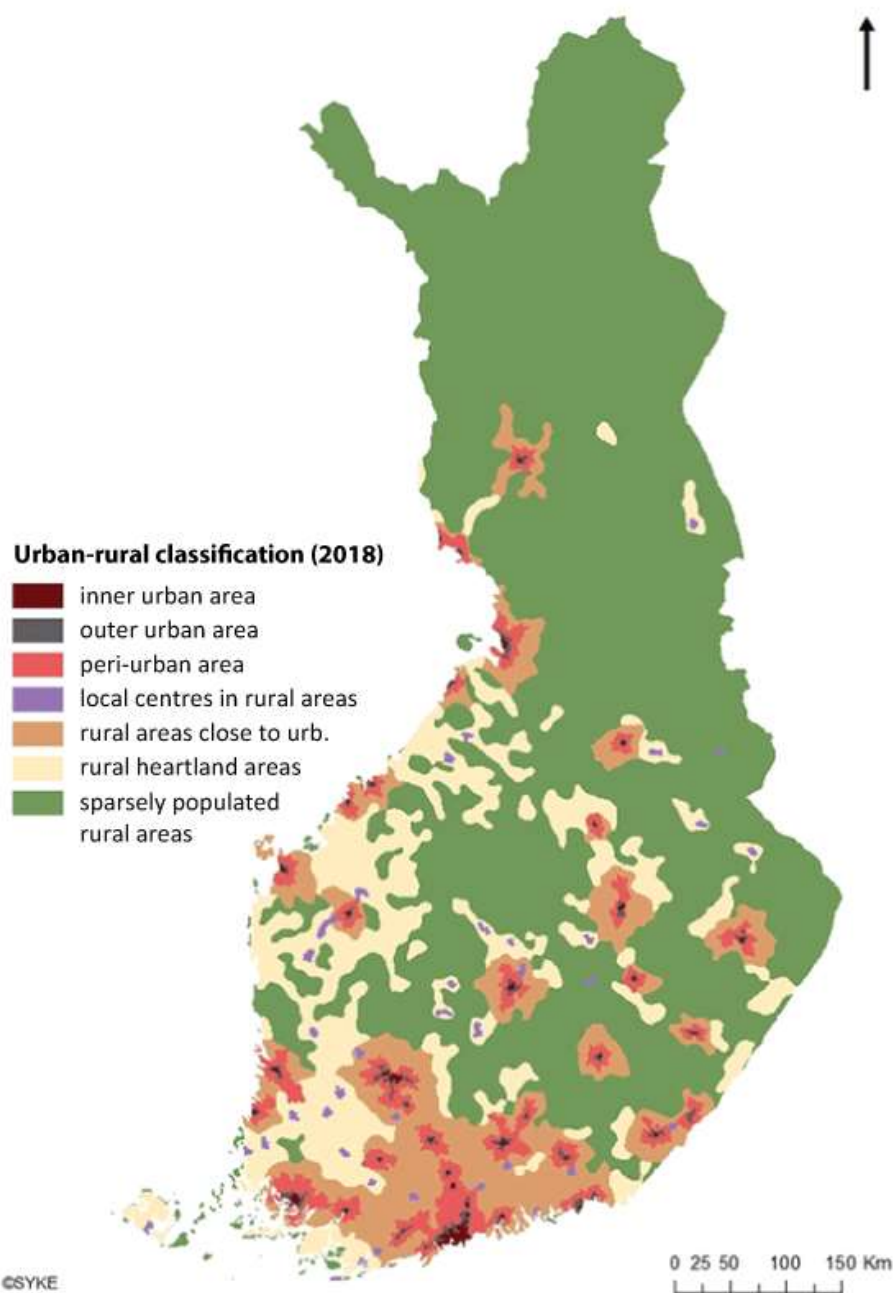 Urban-rural classification (2018)
inner urban area
outer urban area
peri-urban area
local centres in rural areas
rural areas close to urb.
rural heartland areas
sparsely populated
rural areas
©SYKE
0 25 50 100 150 Km